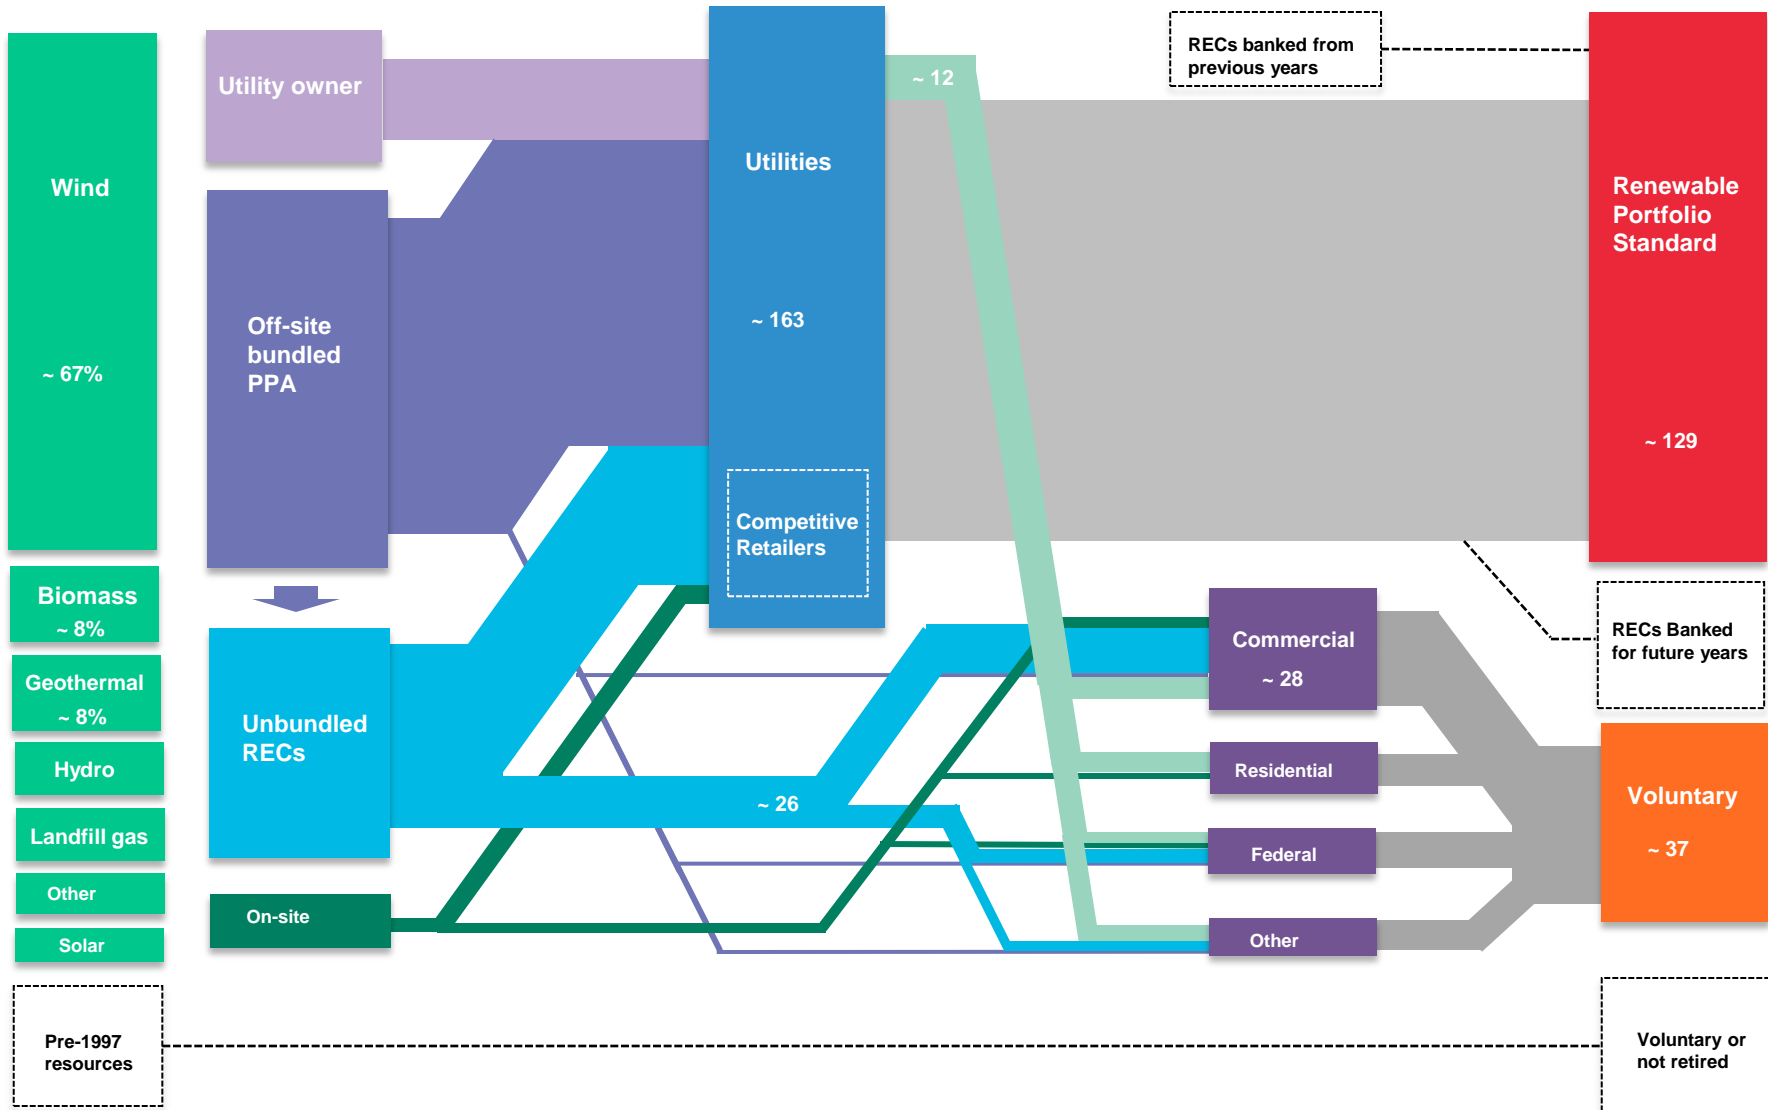 Wind
~ 67%
Biomass
~ 8%
Geothermal
~ 8%
Hydro
Landfill gas
Other
Solar
Pre-1997
resources
Utility owner
Off-site
bundled
PPA
Unbundled
RECs
On-site
Utilities
~ 163
Competitive
Retailers
~ 12
~ 26
RECs banked from
previous years
Commercial
~ 28
Residential
Federal
Other
Renewable
Portfolio
Standard
~ 129
RECs Banked
for future years
Voluntary
~ 37
Voluntary or
not retired